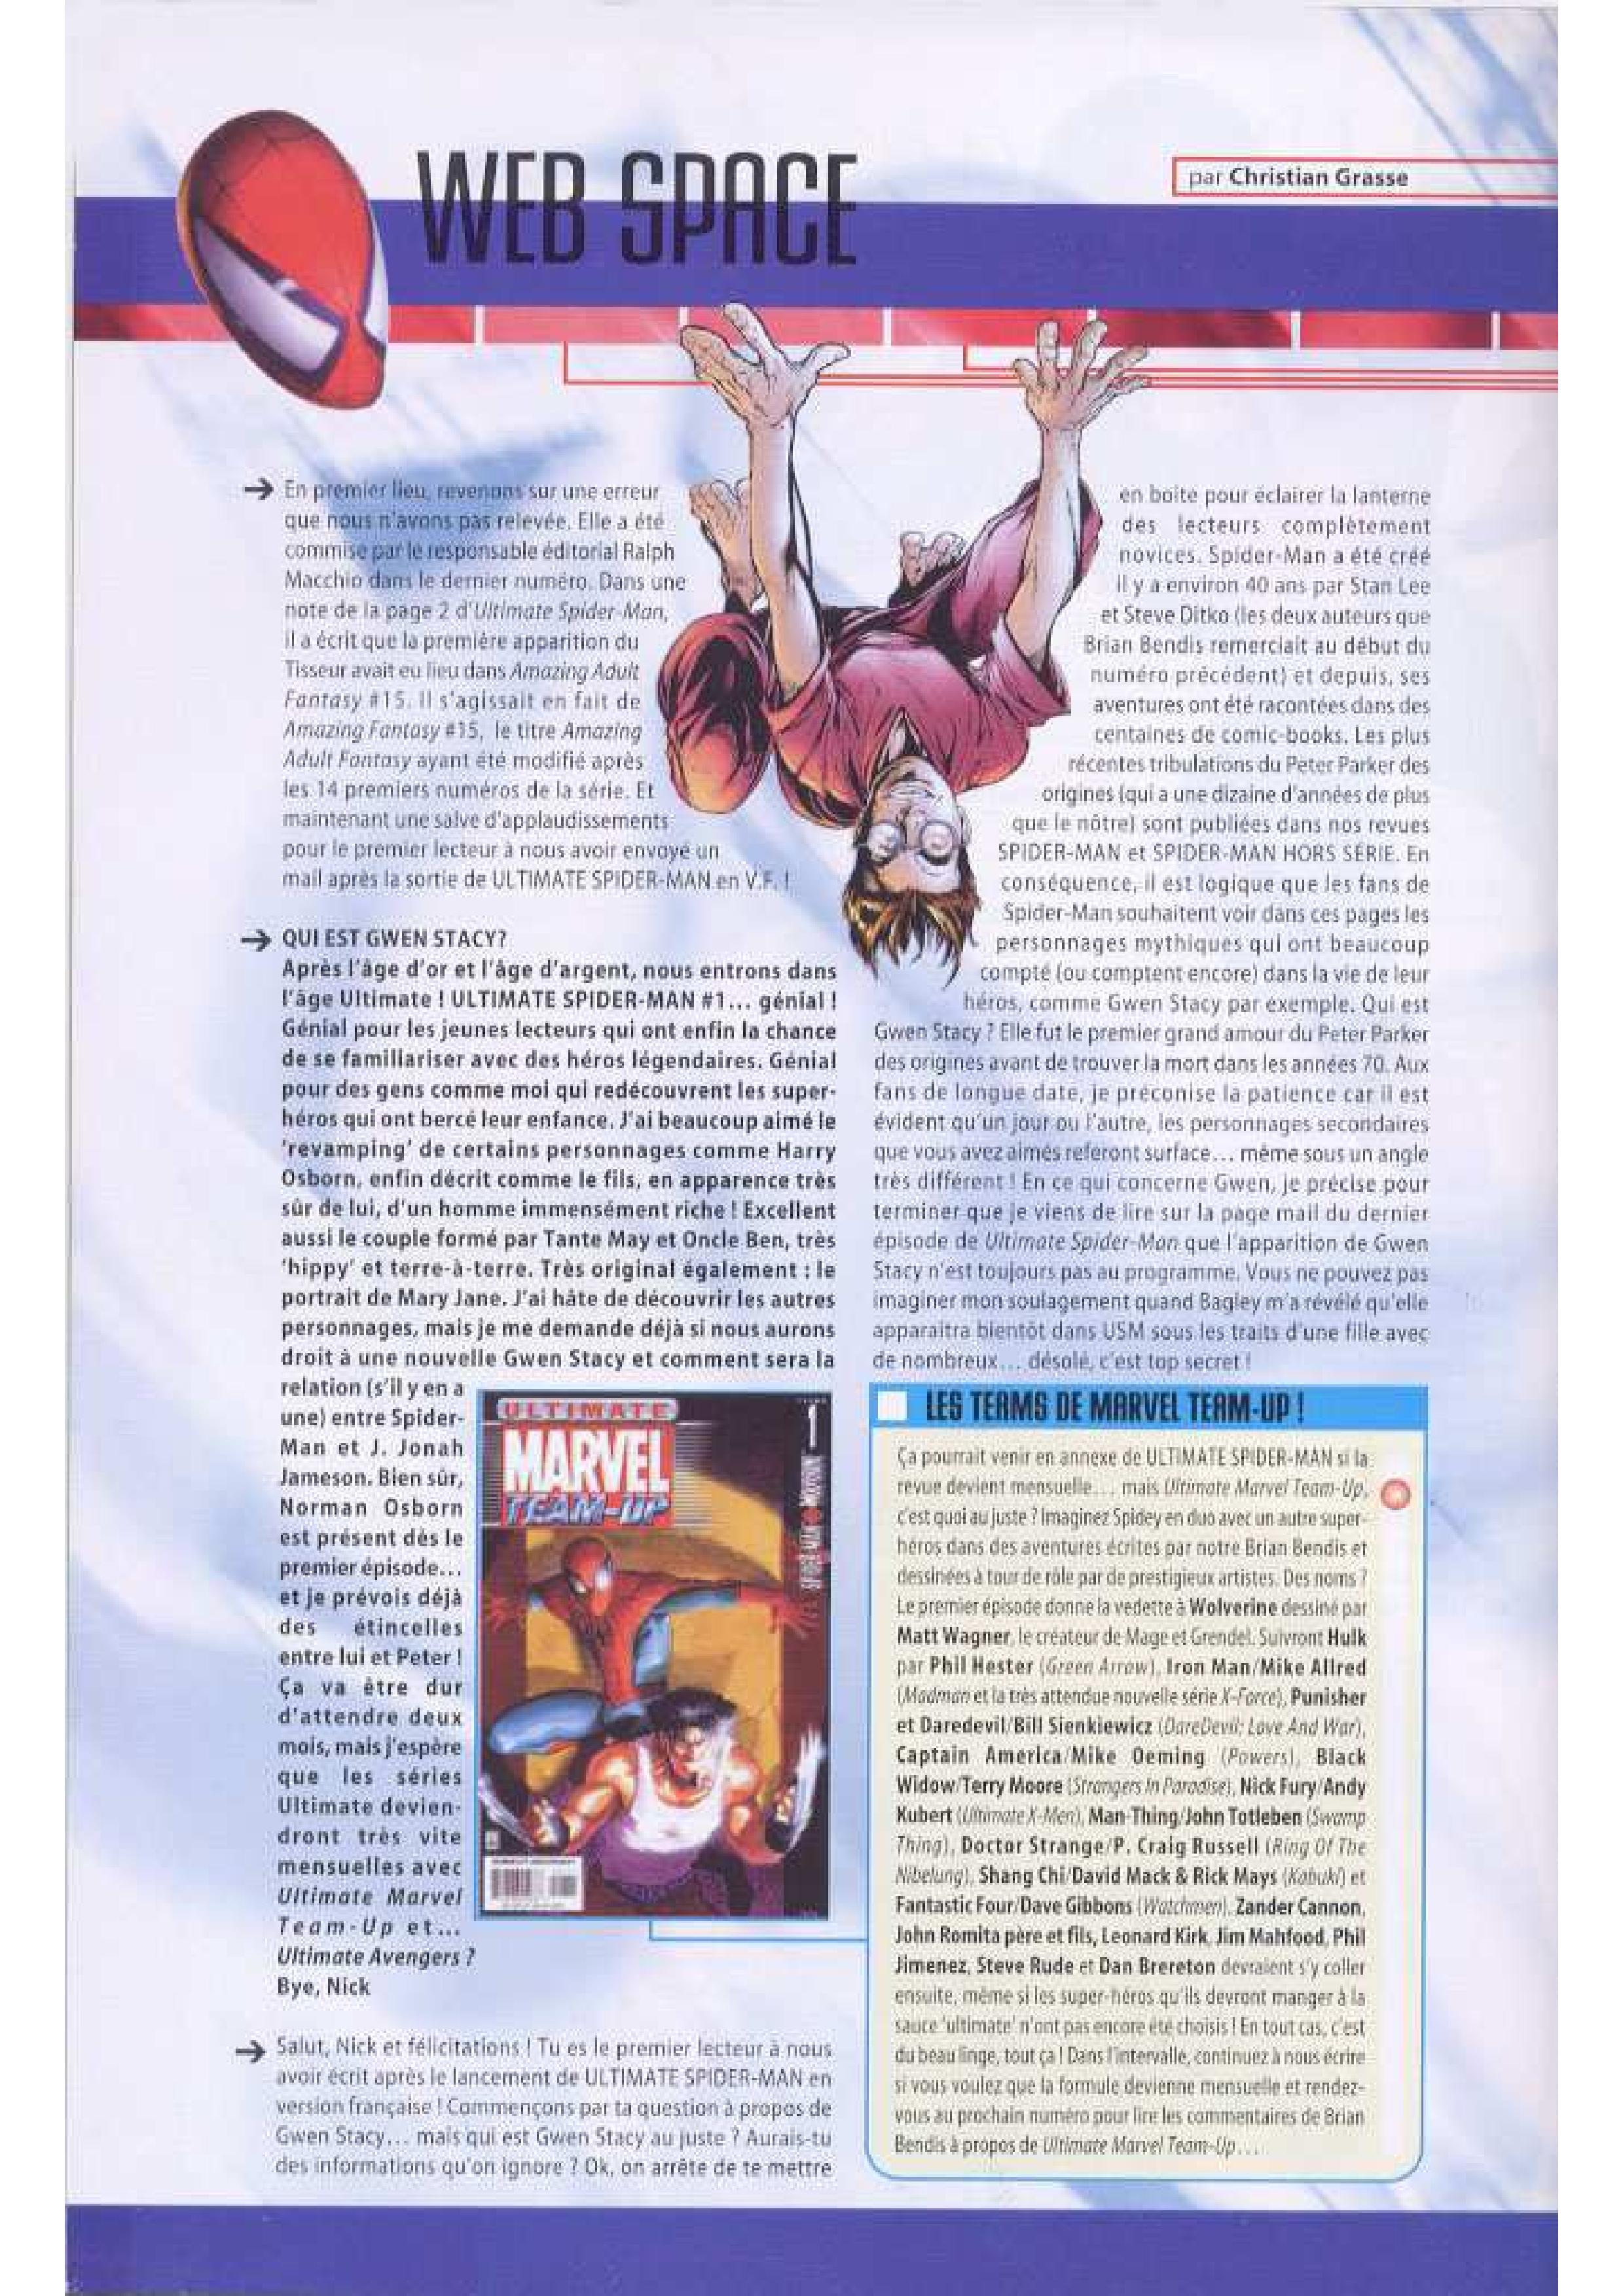 WEB SPACE
par Christian Grasse
→ En premier lieu, revenons sur une erreur
que nous n'avons pas relevée. Elle a été
commise par le responsable éditorial Ralph
Macchio dans le dernier numéro. Dans une
note de la page 2 d'Ultimate Spider-Man,
il a écrit que la première apparition du
Tisseur avait eu lieu dans Amazing Adult
Fantasy #15. Il s'agissait en fait de
Amazing Fantasy #15, le titre Amazing
Adult Fantasy ayant été modifié après
les 14 premiers numéros de la série. Et
maintenant une salve d'applaudissements
pour le premier lecteur à nous avoir envoyé un
mail après la sortie de ULTIMATE SPIDER-MAN en V.F. !
→ QUI EST GWEN STACY?
Après l'âge d'or et l'âge d'argent, nous entrons dans
l'âge Ultimate ! ULTIMATE SPIDER-MAN #1... génial !
Génial pour les jeunes lecteurs qui ont enfin la chance
de se familiariser avec des héros légendaires. Génial
pour des gens comme moi qui redécouvrent les super-
héros qui ont bercé leur enfance. J'ai beaucoup aimé le
'revamping' de certains personnages comme Harry
Osborn, enfin décrit comme le fils, en apparence très
sûr de lui, d'un homme immensément riche ! Excellent
aussi le couple formé par Tante May et Oncle Ben, très
'hippy' et terre-à-terre. Très original également : le
portrait de Mary Jane. J'ai hâte de découvrir les autres
personnages, mais je me demande déjà si nous aurons
droit à une nouvelle Gwen Stacy et comment sera la
relation (s'il y en a
une) entre Spider-
Man et J. Jonah
Jameson. Bien sûr,
Norman Osborn
est présent dès le
premier épisode...
et je prévois déjà
des étincelles
entre lui et Peter !
Ça va être dur
d'attendre deux
mois, mais j'espère
que les séries
Ultimate devien-
dront très vite
mensuelles avec
Ultimate Marvel
Team-Up et...
Ultimate Avengers ?
Bye, Nick
ULTIMATE
MARVEL
TEAM-UP
1
SPIDER-MAN WOLVERINE
→ Salut, Nick et félicitations ! Tu es le premier lecteur à nous
avoir écrit après le lancement de ULTIMATE SPIDER-MAN en
version française ! Commençons par ta question à propos de
Gwen Stacy... mais qui est Gwen Stacy au juste ? Aurais-tu
des informations qu'on ignore ? Ok, on arrête de te mettre
en boite pour éclairer la lanterne
des lecteurs complètement
novices. Spider-Man a été créé
il y a environ 40 ans par Stan Lee
et Steve Ditko (les deux auteurs que
Brian Bendis remerciait au début du
numéro précédent) et depuis, ses
aventures ont été racontées dans des
centaines de comic-books. Les plus
récentes tribulations du Peter Parker des
origines (qui a une dizaine d'années de plus
que le nôtre) sont publiées dans nos revues
SPIDER-MAN et SPIDER-MAN HORS SÉRIE. En
conséquence, il est logique que les fans de
Spider-Man souhaitent voir dans ces pages les
personnages mythiques qui ont beaucoup
compté (ou comptent encore) dans la vie de leur
héros, comme Gwen Stacy par exemple. Qui est
Gwen Stacy ? Elle fut le premier grand amour du Peter Parker
des origines avant de trouver la mort dans les années 70. Aux
fans de longue date, je préconise la patience car il est
évident qu'un jour ou l'autre, les personnages secondaires
que vous avez aimés referont surface... même sous un angle
très différent ! En ce qui concerne Gwen, je précise pour
terminer que je viens de lire sur la page mail du dernier
épisode de Ultimate Spider-Man que l'apparition de Gwen
Stacy n'est toujours pas au programme. Vous ne pouvez pas
imaginer mon soulagement quand Bagley m'a révélé qu'elle
apparaitra bientôt dans USM sous les traits d'une fille avec
de nombreux... désolé, c'est top secret !
LES TEAMS DE MARVEL TEAM-UP !
Ça pourrait venir en annexe de ULTIMATE SPIDER-MAN si la
revue devient mensuelle... mais Ultimate Marvel Team-Up,
c'est quoi au juste ? Imaginez Spidey en duo avec un autre super-
héros dans des aventures écrites par notre Brian Bendis et
dessinées à tour de rôle par de prestigieux artistes. Des noms ?
Le premier épisode donne la vedette à Wolverine dessiné par
Matt Wagner, le créateur de Mage et Grendel. Suivront Hulk
par Phil Hester (Green Arrow), Iron Man/Mike Allred
(Madman et la très attendue nouvelle série X-Force), Punisher
et Daredevil/Bill Sienkiewicz (DareDevil: Love And War),
Captain America/Mike Oeming (Powers), Black
Widow/Terry Moore (Strangers In Paradise), Nick Fury/Andy
Kubert (Ultimate X-Men), Man-Thing/John Totleben (Swamp
Thing), Doctor Strange/P. Craig Russell (Ring Of The
Nibelung), Shang Chi/David Mack & Rick Mays (Kabuki) et
Fantastic Four/Dave Gibbons (Watchmen). Zander Cannon,
John Romita père et fils, Leonard Kirk, Jim Mahfood, Phil
Jimenez, Steve Rude et Dan Brereton devraient s'y coller
ensuite, même si les super-héros qu'ils devront manger à la
sauce 'ultimate' n'ont pas encore été choisis ! En tout cas, c'est
du beau linge, tout ça ! Dans l'intervalle, continuez à nous écrire
si vous voulez que la formule devienne mensuelle et rendez-
vous au prochain numéro pour lire les commentaires de Brian
Bendis à propos de Ultimate Marvel Team-Up...